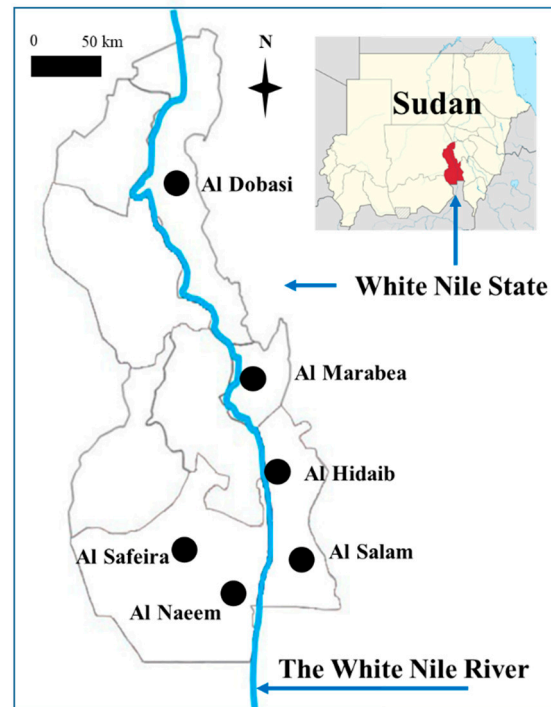 0 50 km
N
Sudan
Al Dobasi
White Nile State
Al Marabea
Al Hidaib
Al Safeira
Al Salam
Al Naeem
The White Nile River